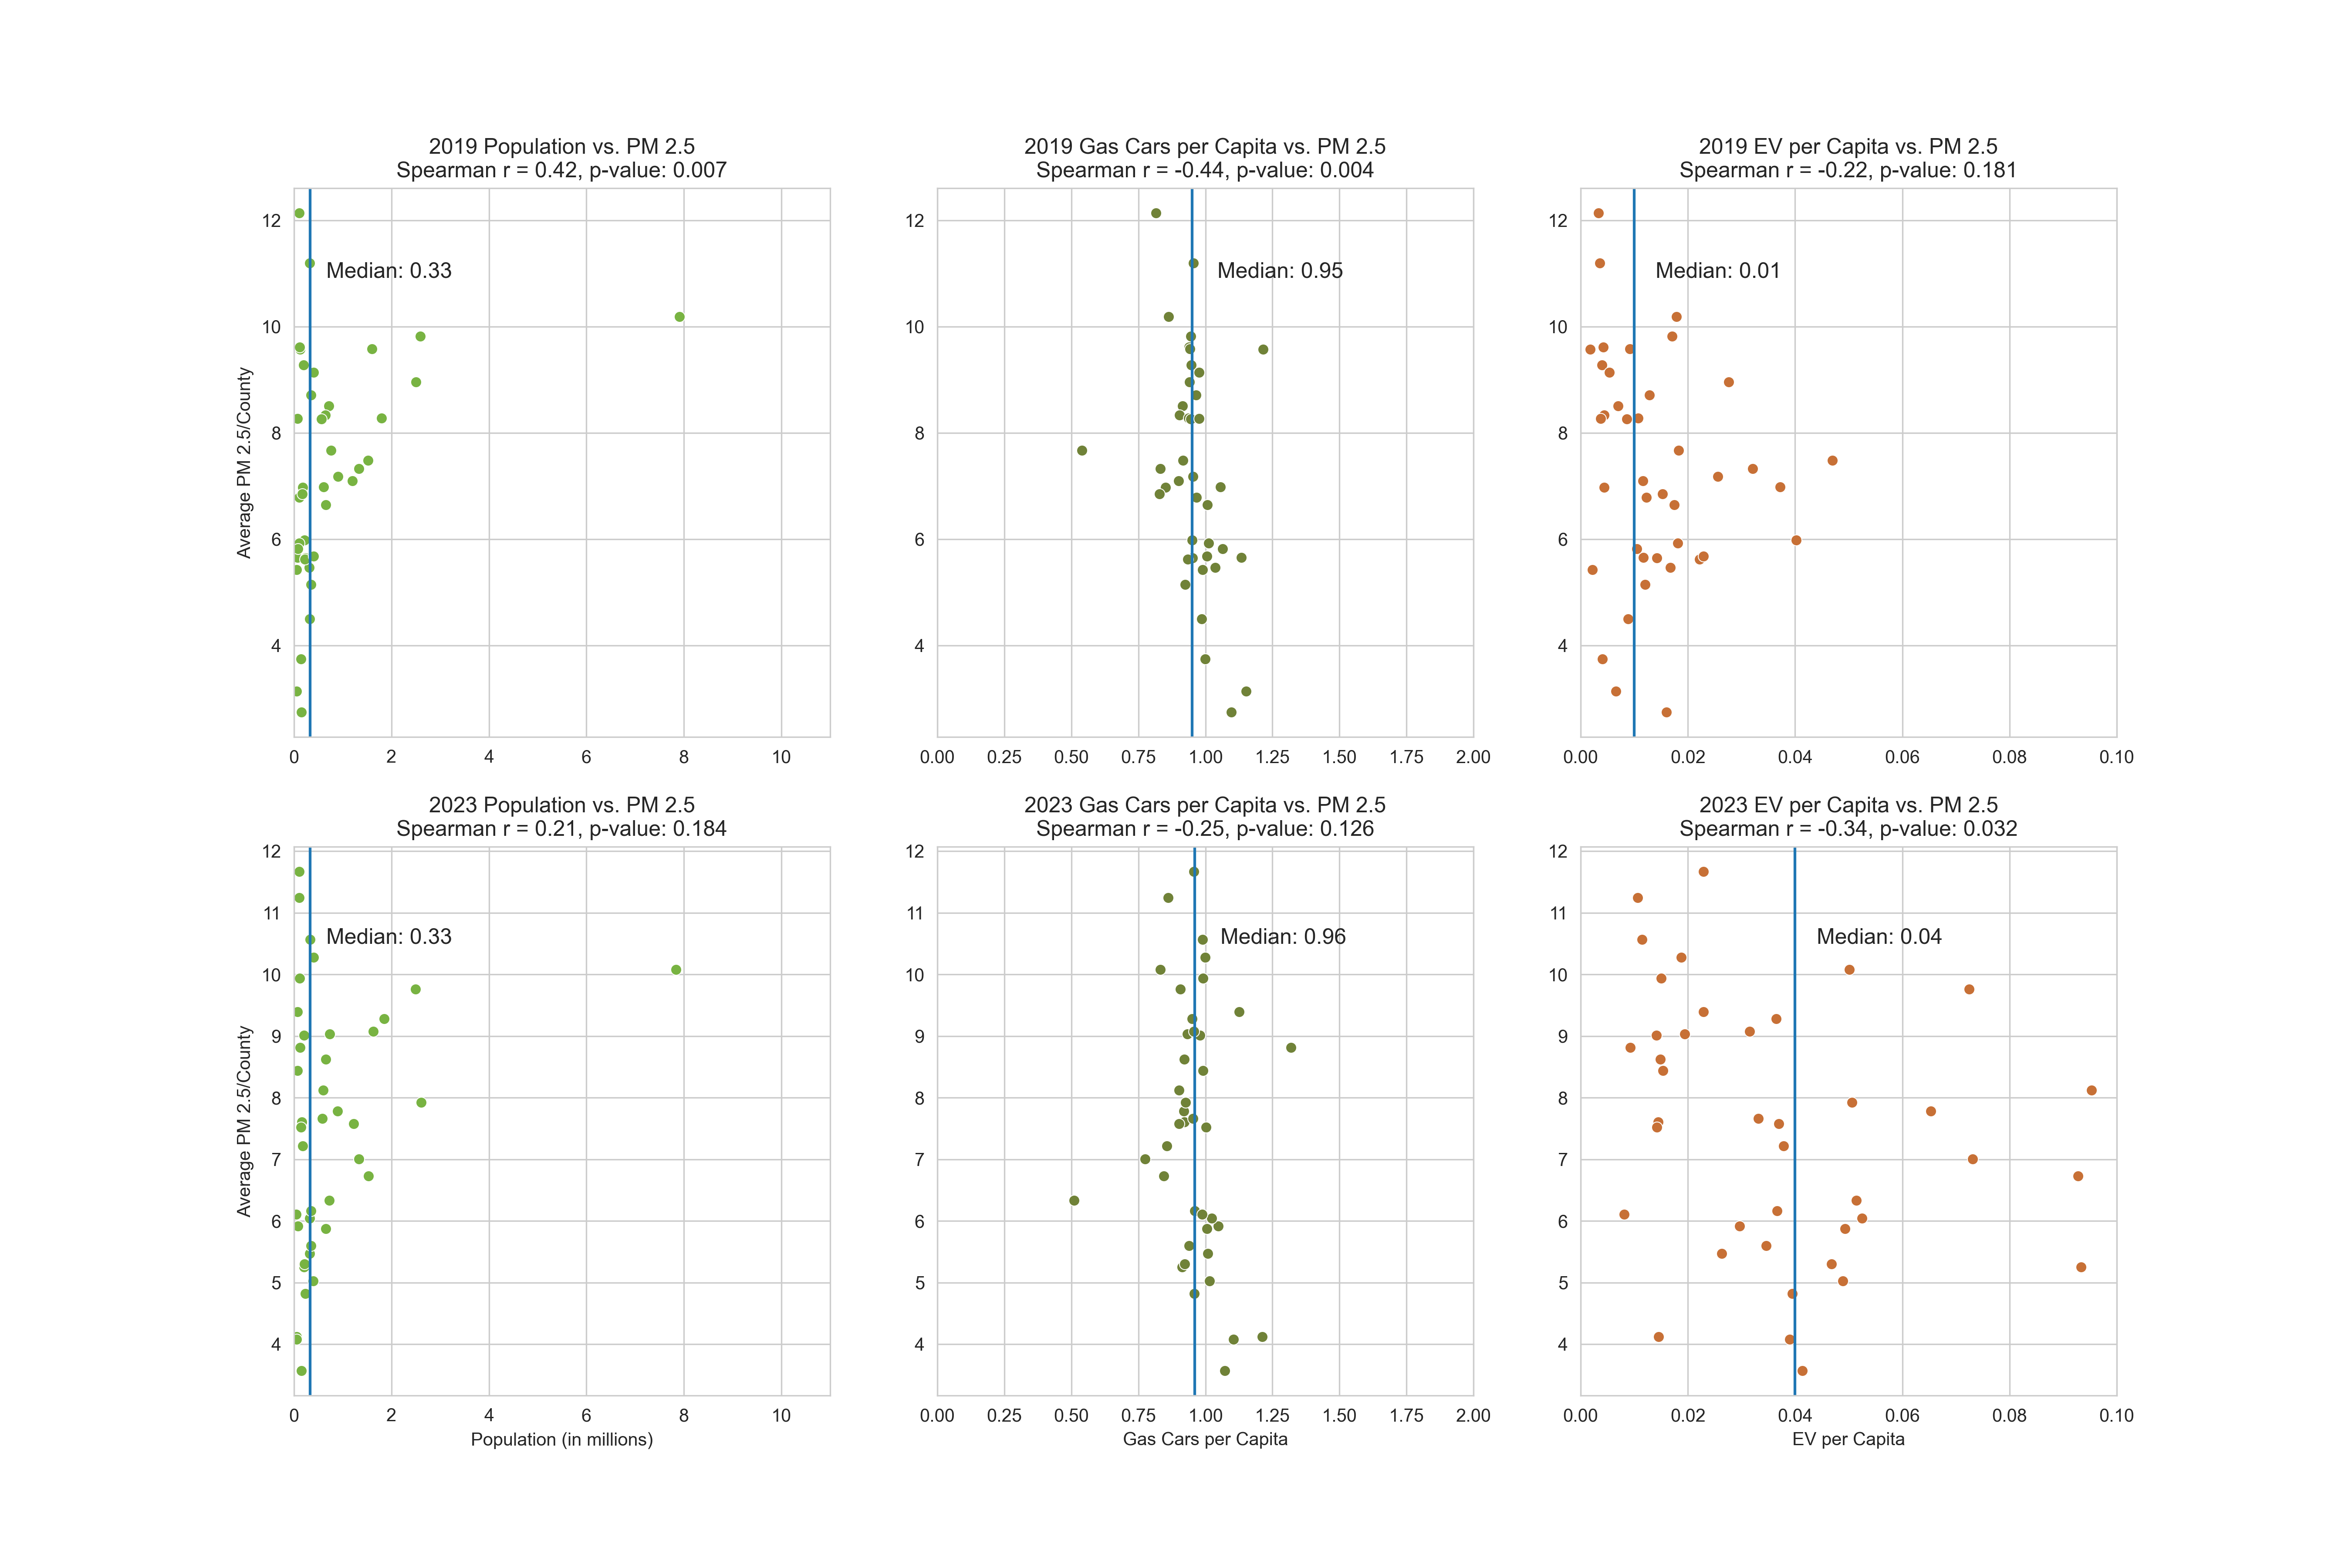 2019 Population vs. PM 2.5
Spearman r = 0.42, p-value: 0.007
Median: 0.33
Average PM 2.5/County
12
10
8
6
4
0 2 4 6 8 10
2019 Gas Cars per Capita vs. PM 2.5
Spearman r = -0.44, p-value: 0.004
Median: 0.95
12
10
8
6
4
0.00 0.25 0.50 0.75 1.00 1.25 1.50 1.75 2.00
2019 EV per Capita vs. PM 2.5
Spearman r = -0.22, p-value: 0.181
Median: 0.01
12
10
8
6
4
0.00 0.02 0.04 0.06 0.08 0.10
2023 Population vs. PM 2.5
Spearman r = 0.21, p-value: 0.184
Median: 0.33
Average PM 2.5/County
12
11
10
9
8
7
6
5
4
0 2 4 6 8 10
Population (in millions)
2023 Gas Cars per Capita vs. PM 2.5
Spearman r = -0.25, p-value: 0.126
Median: 0.96
12
11
10
9
8
7
6
5
4
0.00 0.25 0.50 0.75 1.00 1.25 1.50 1.75 2.00
Gas Cars per Capita
2023 EV per Capita vs. PM 2.5
Spearman r = -0.34, p-value: 0.032
Median: 0.04
12
11
10
9
8
7
6
5
4
0.00 0.02 0.04 0.06 0.08 0.10
EV per Capita